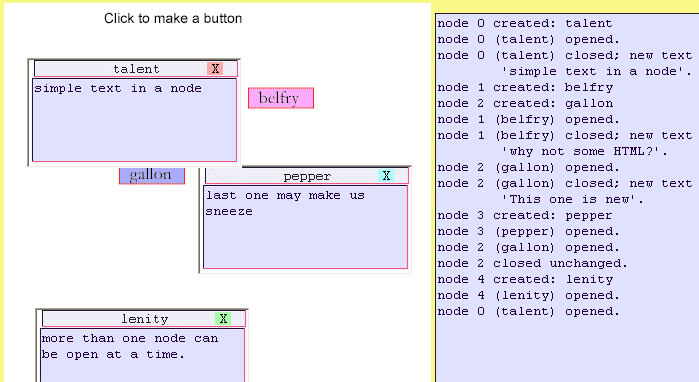 Click to make a button
talent X
simple text in a node
belfry
gallon
pepper X
last one may make us
sneeze
lenity X
more than one node can
be open at a time.
node 0 created: talent
node 0 (talent) opened.
node 0 (talent) closed; new text
'simple text in a node'.
node 1 created: belfry
node 2 created: gallon
node 1 (belfry) opened.
node 1 (belfry) closed; new text
'why not some HTML?'.
node 2 (gallon) opened.
node 2 (gallon) closed; new text
'This one is new'.
node 3 created: pepper
node 3 (pepper) opened.
node 2 (gallon) opened.
node 2 closed unchanged.
node 4 created: lenity
node 4 (lenity) opened.
node 0 (talent) opened.